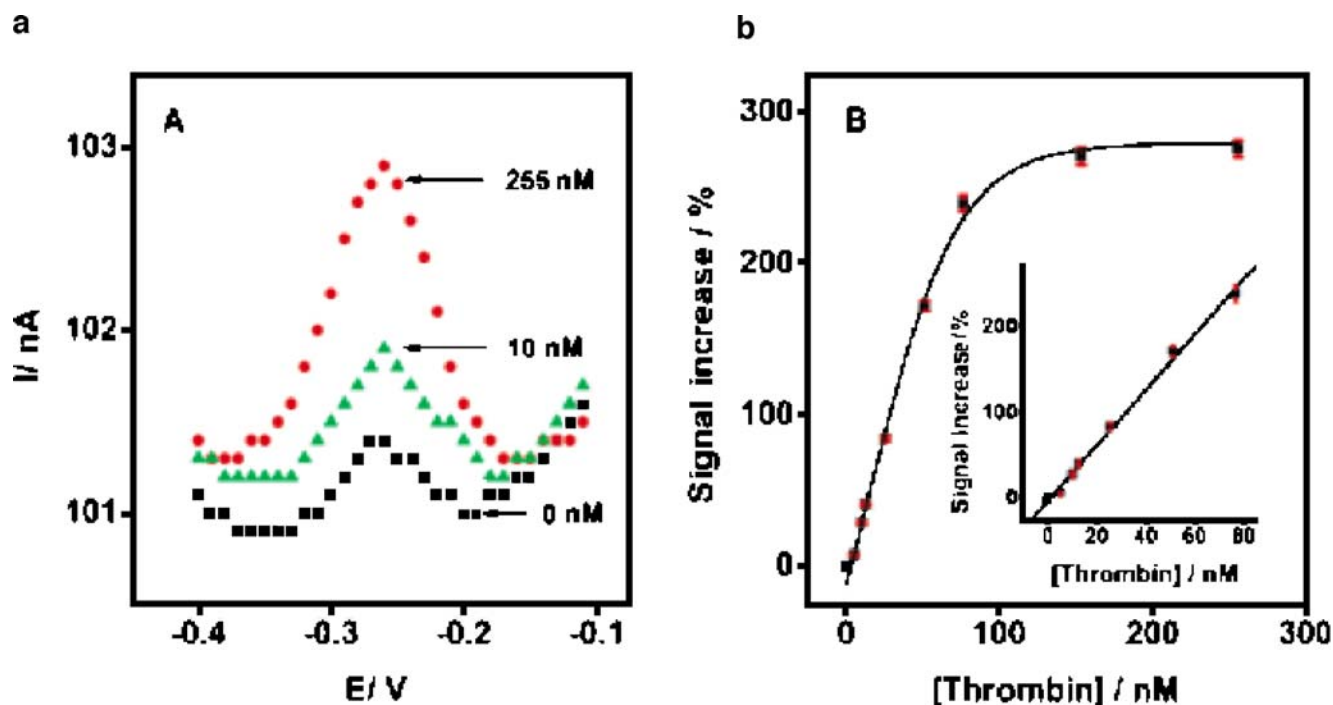 a
A
103
102
101
I/ nA
255 nM
10 nM
0 nM
-0.4 -0.3 -0.2 -0.1
E/ V
b
B
300
200
100
0
Signal increase / %
0 100 200 300
[Thrombin] / nM
200
100
0
Signal increase / %
0 20 40 60 80
[Thrombin] / nM